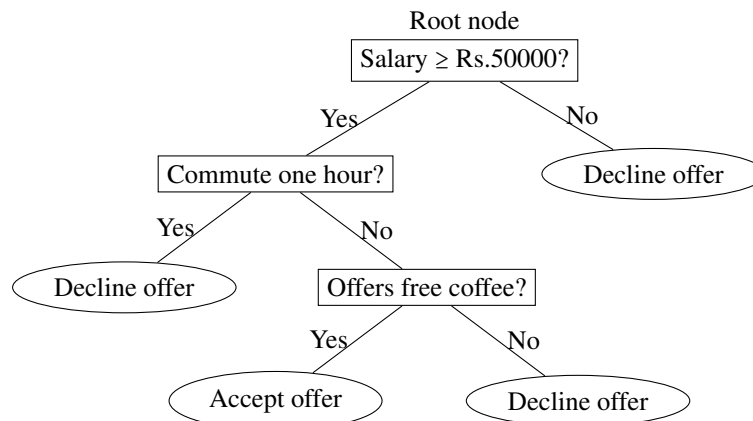 Root node
Salary ≥ Rs.50000?
Yes
No
Commute one hour?
Decline offer
Yes
No
Decline offer
Offers free coffee?
Yes
No
Accept offer
Decline offer